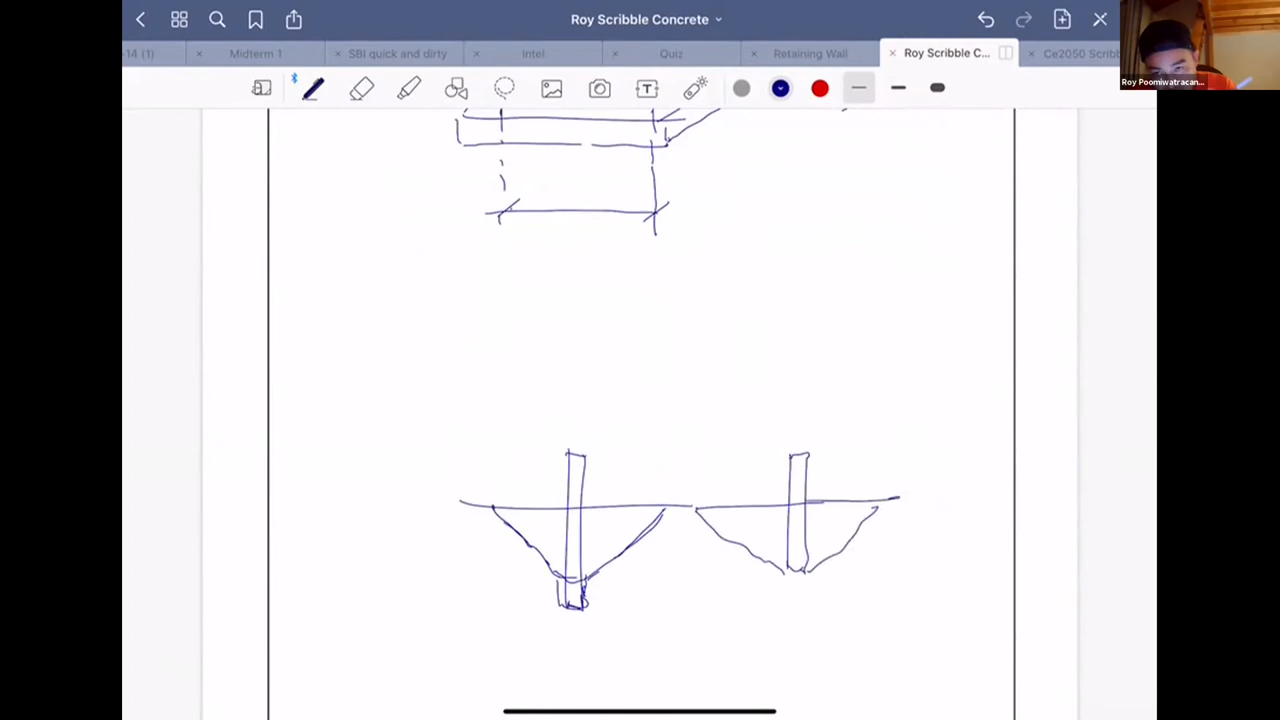 Roy Scribble Concrete
14 (1)
Midterm 1
SBI quick and dirty
Intel
Quiz
Retaining Wall
Roy Scribble C...
Ce2050 Scribb
T
Roy Poomiwatracan...